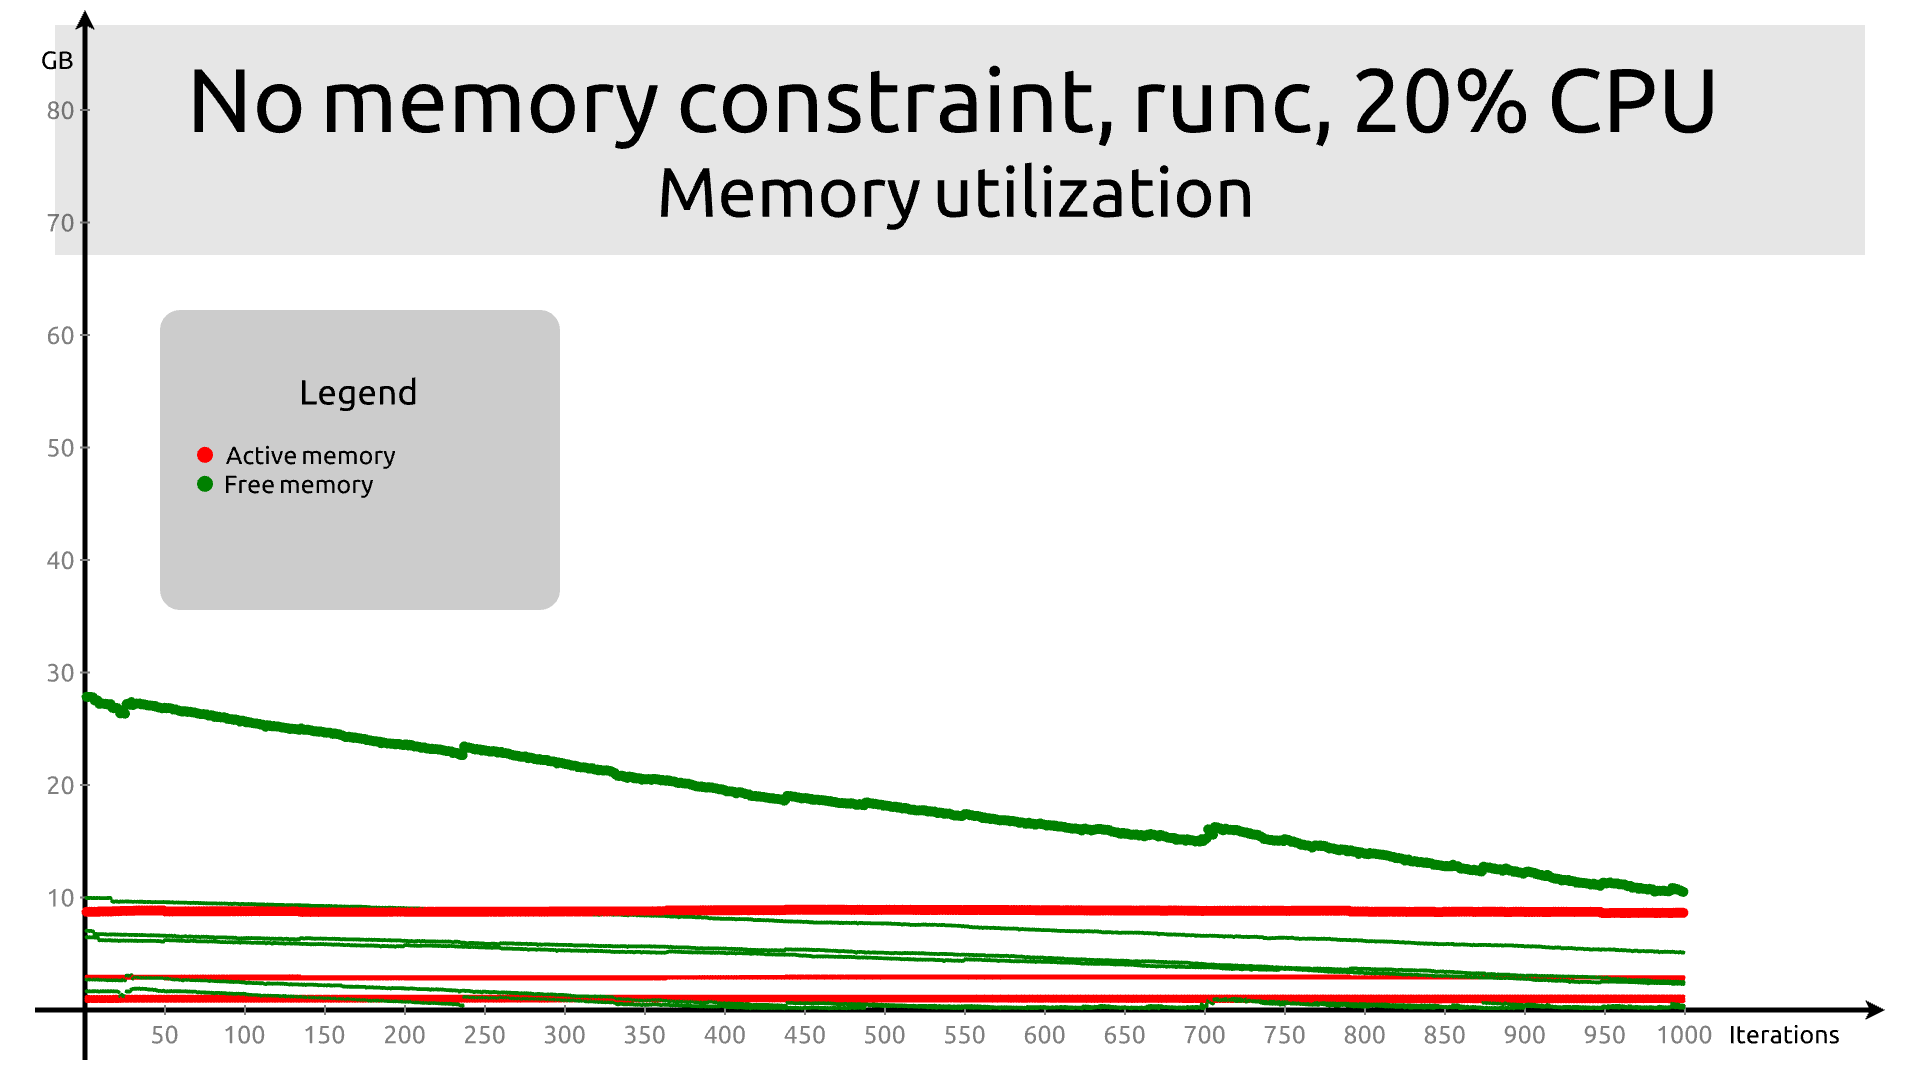 No memory constraint, runc, 20% CPU
Memory utilization
GB
80
70
60
50
40
30
20
10
Legend
Active memory
Free memory
50 100 150 200 250 300 350 400 450 500 550 600 650 700 750 800 850 900 950 1000 Iterations